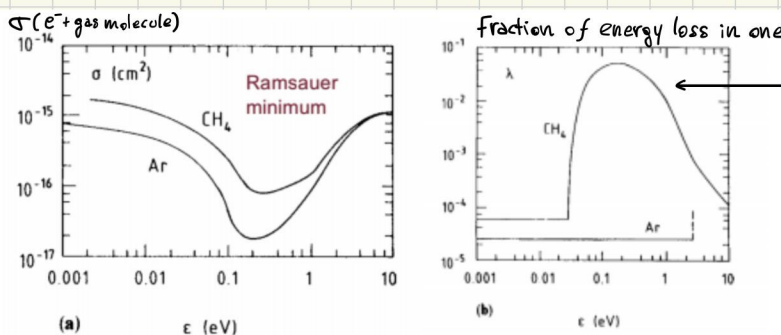 σ(e⁻+gas molecule)
10⁻¹⁴
σ (cm²)
Ramsauer
minimum
10⁻¹⁵
CH₄
Ar
10⁻¹⁶
10⁻¹⁷
0.001 0.01 0.1 1 10
(a) ε (eV)
Fraction of energy loss in one
10⁻¹
λ
10⁻²
CH₄
10⁻³
10⁻⁴
Ar
10⁻⁵
0.001 0.01 0.1 1 10
(b) ε (eV)